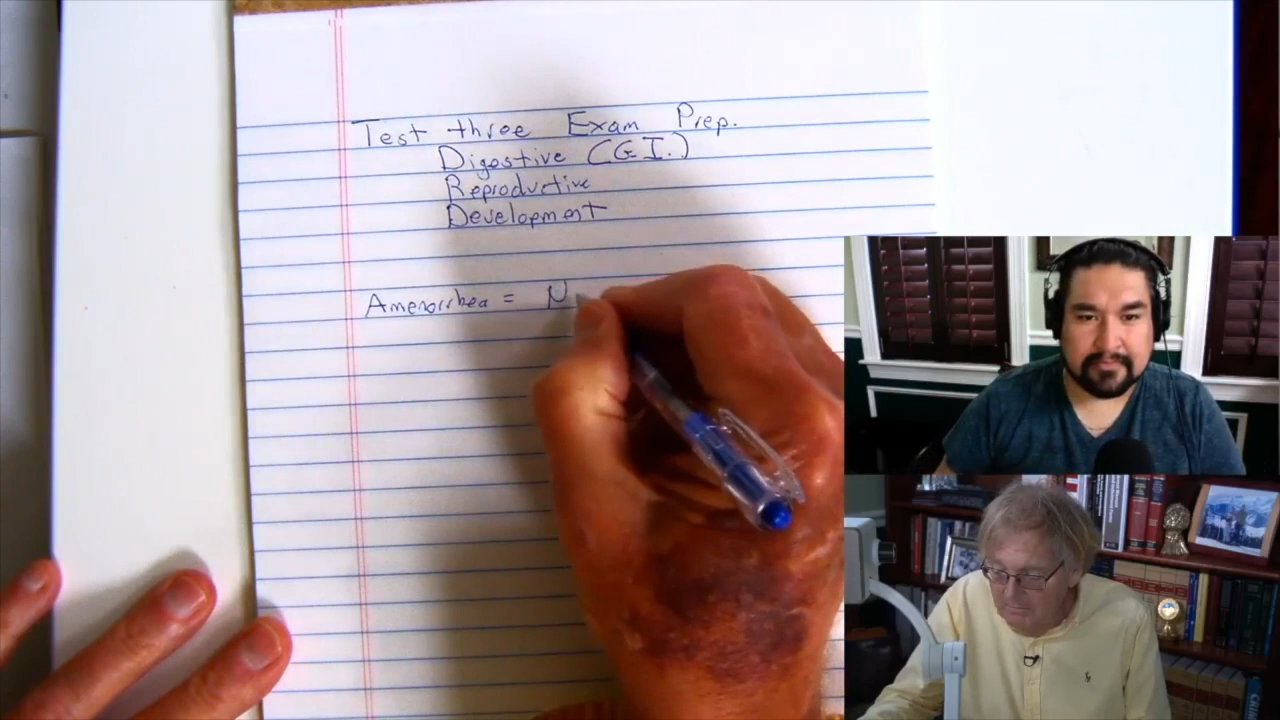 Test three Exam Prep.
Digestive (G.I.)
Reproductive
Development
Amenorrhea = N